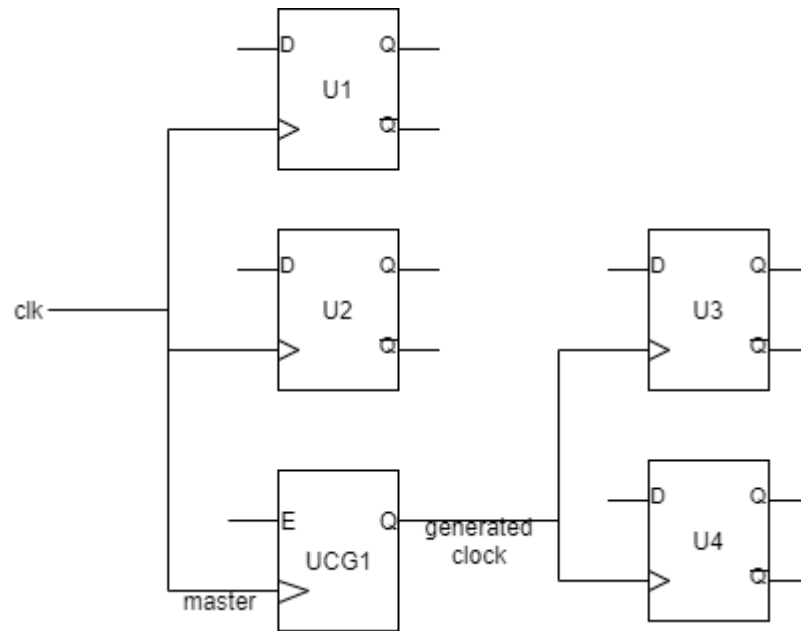 D Q
U1
Q
D Q
U2
Q
clk
D Q
U3
Q
E Q
UCG1
master
generated
clock
D Q
U4
Q